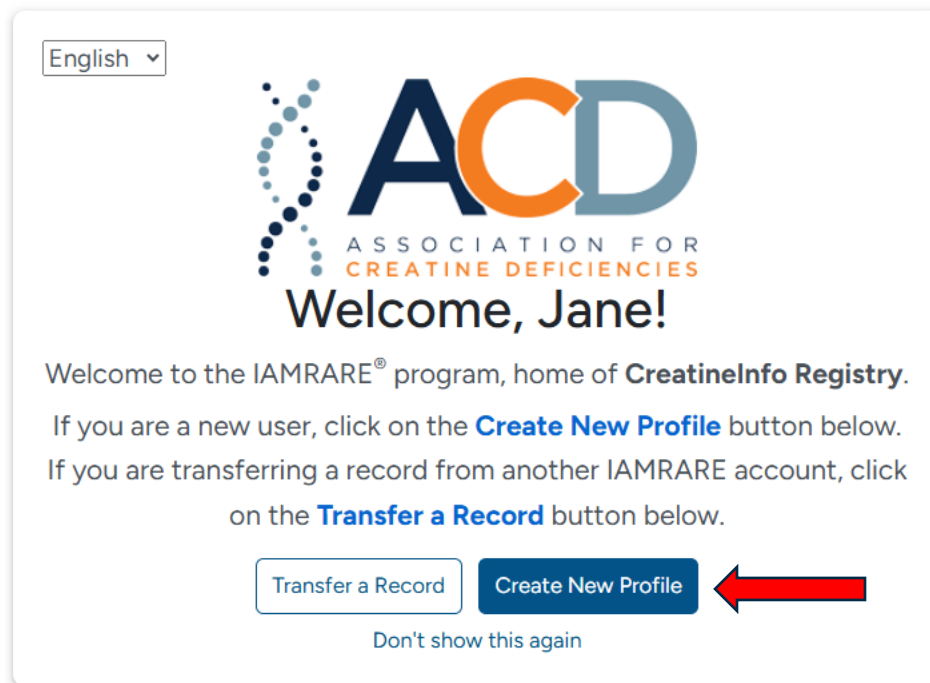 English
ACD
ASSOCIATION FOR
CREATINE DEFICIENCIES
Welcome, Jane!
Welcome to the IAMRARE® program, home of CreatineInfo Registry.
If you are a new user, click on the Create New Profile button below.
If you are transferring a record from another IAMRARE account, click
on the Transfer a Record button below.
Transfer a Record
Create New Profile
Don't show this again